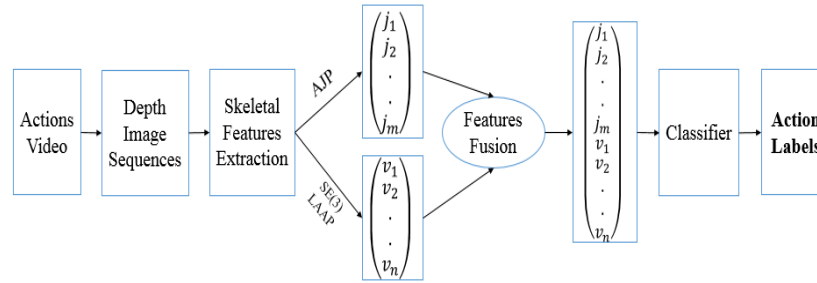 Actions
Video
Depth
Image
Sequences
Skeletal
Features
Extraction
AJP
SE(3)
LAAP
j₁
j₂
.
.
jₘ
v₁
v₂
.
.
vₙ
Features
Fusion
j₁
j₂
.
.
jₘ
v₁
v₂
.
.
vₙ
Classifier
Action
Labels